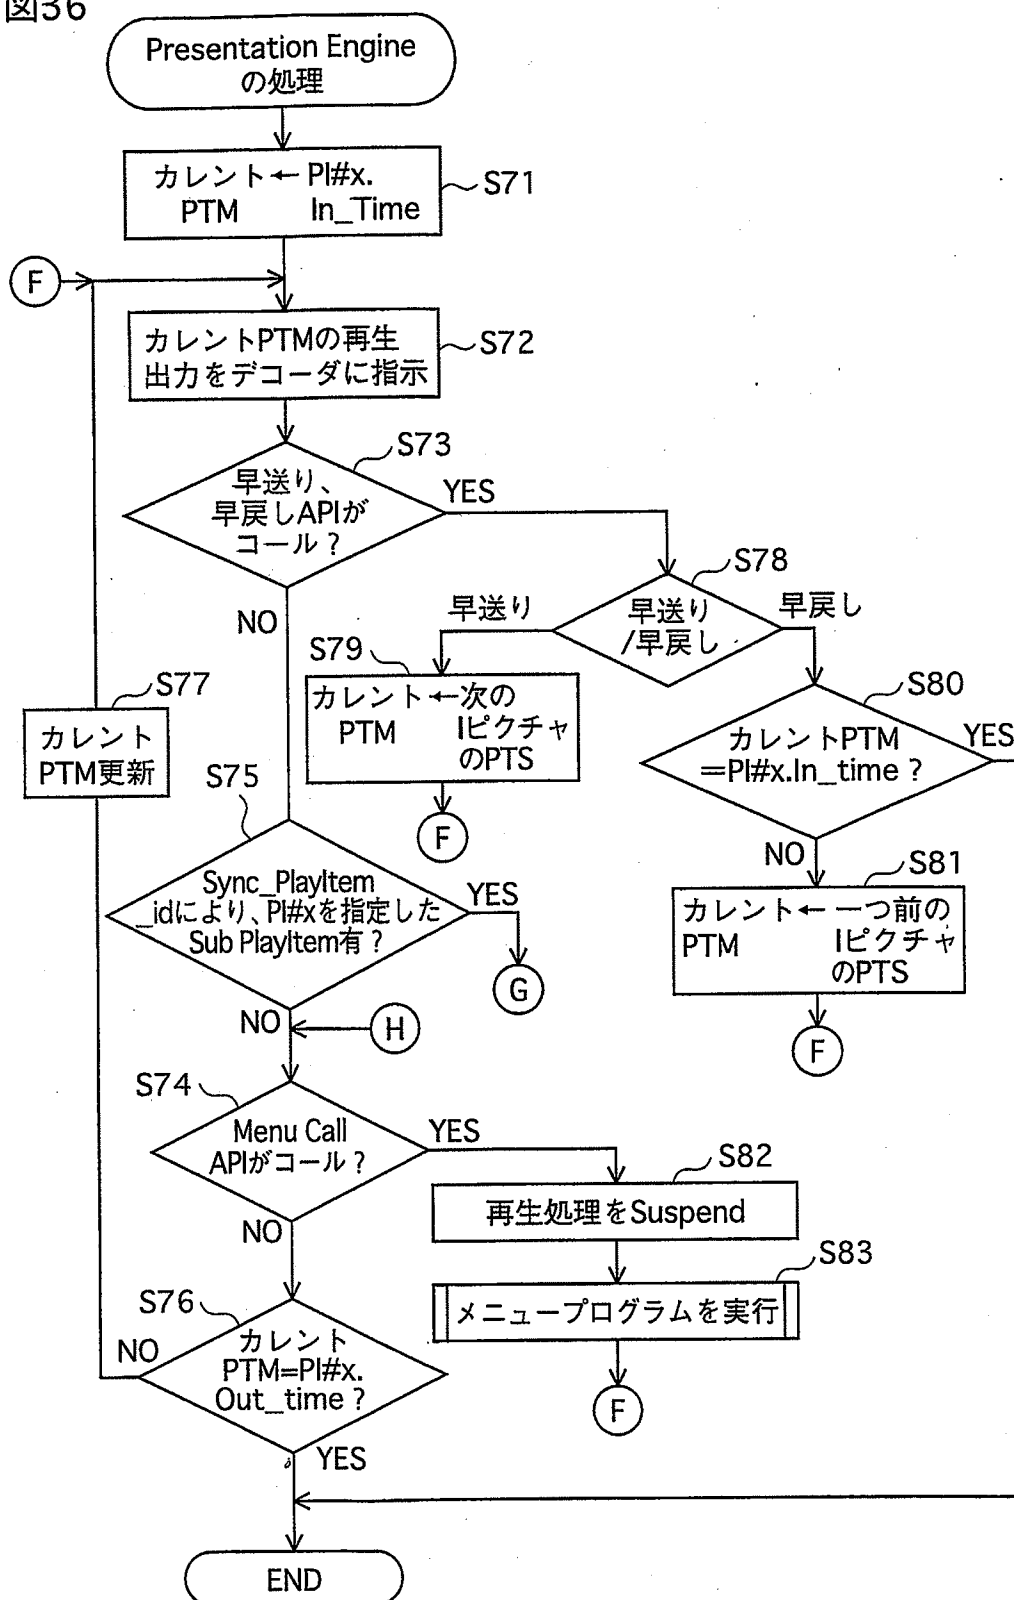 図36
Presentation Engine
の処理
カレント← PI#x.
PTM In_Time
S71
F
カレントPTMの再生
出力をデコーダに指示
S72
S73
早送り、
早戻しAPIが
コール？
YES
NO
S78
早送り
/早戻し
早送り
早戻し
S79
カレント←次の
PTM Iピクチャ
のPTS
F
S80
カレントPTM
=PI#x.In_time？
YES
NO
S81
カレント←一つ前の
PTM Iピクチャ
のPTS
F
S77
カレント
PTM更新
S75
Sync_PlayItem
_idにより、PI#xを指定した
Sub PlayItem有？
YES
G
NO
H
S74
Menu Call
APIがコール？
YES
NO
S82
再生処理をSuspend
S83
メニュープログラムを実行
F
S76
カレント
PTM=PI#x.
Out_time？
NO
YES
END